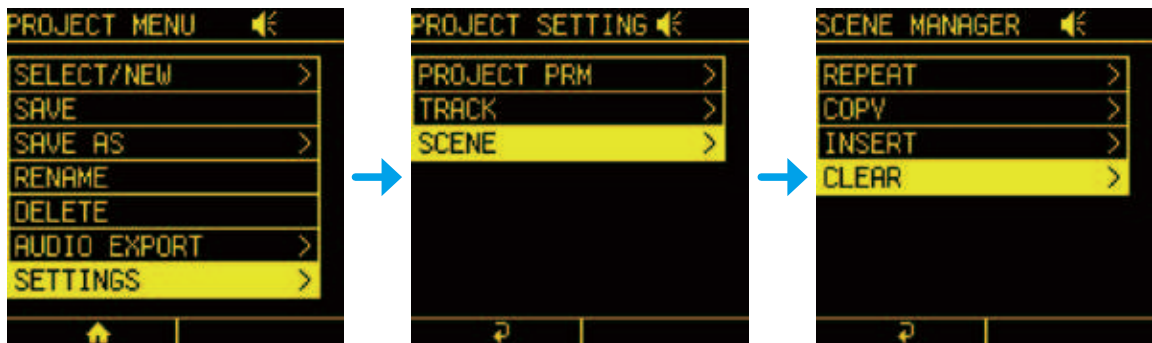 PROJECT MENU
SELECT/NEW >
SAVE
SAVE AS >
RENAME
DELETE
AUDIO EXPORT >
SETTINGS >
PROJECT SETTING
PROJECT PRM >
TRACK >
SCENE >
SCENE MANAGER
REPEAT >
COPY >
INSERT >
CLEAR >